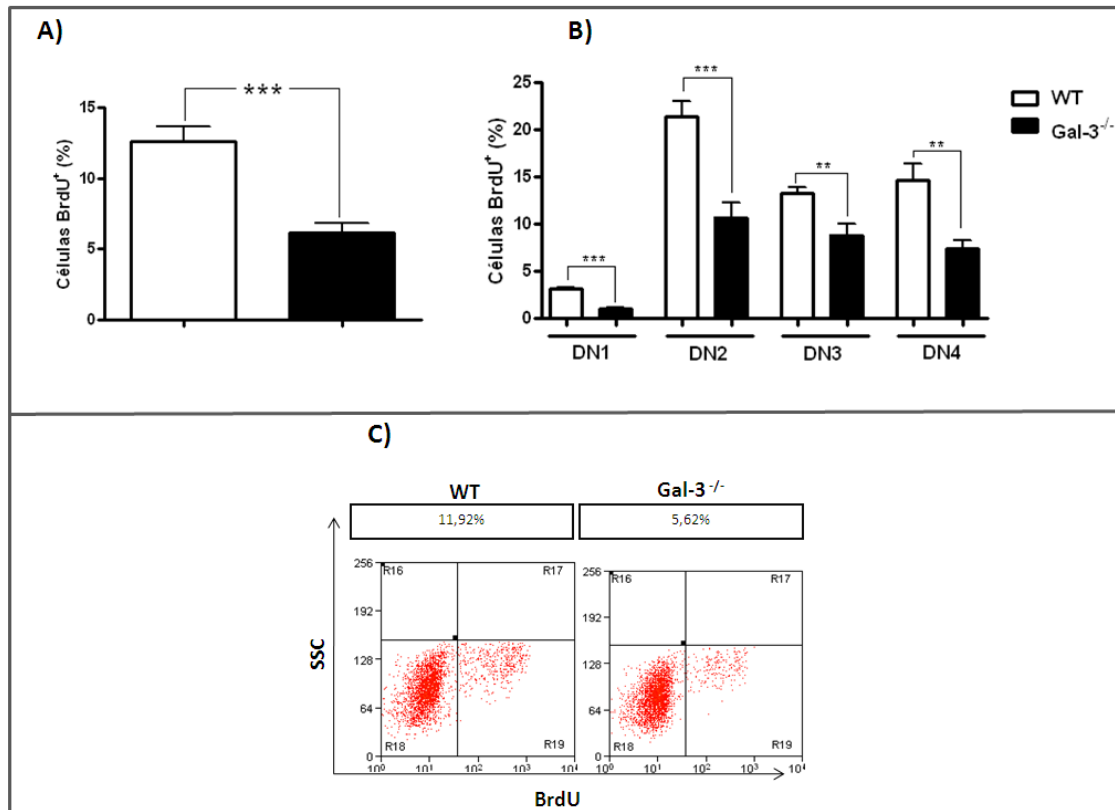 A)
***
Células BrdU⁺ (%)
15
10
5
0
B)
Células BrdU⁺ (%)
25
20
15
10
5
0
***
***
**
**
DN1
DN2
DN3
DN4
WT
Gal-3⁻/⁻
C)
WT
Gal-3 ⁻/⁻
11,92%
5,62%
SSC
256
192
128
64
0
R16
R17
R18
R19
10⁰
10¹
10²
10³
10⁴
256
192
128
64
0
R16
R17
R18
R19
10⁰
10¹
10²
10³
10⁴
BrdU